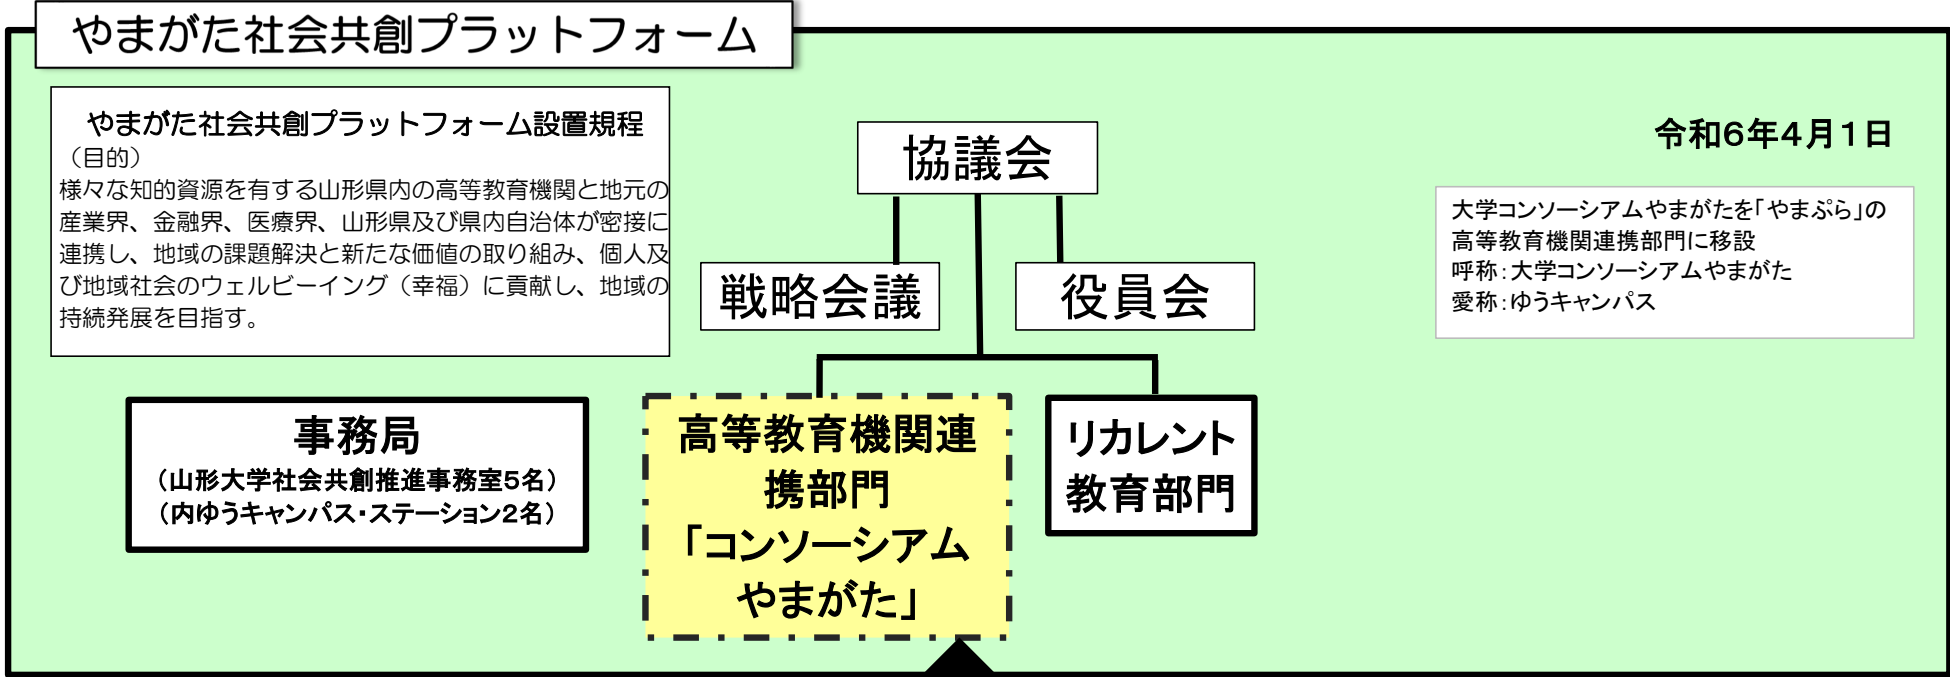 やまがた社会共創プラットフォーム
やまがた社会共創プラットフォーム設置規程
（目的）
様々な知的資源を有する山形県内の高等教育機関と地元の
産業界、金融界、医療界、山形県及び県内自治体が密接に
連携し、地域の課題解決と新たな価値の取り組み、個人及
び地域社会のウェルビーイング（幸福）に貢献し、地域の
持続発展を目指す。
協議会
令和6年4月1日
大学コンソーシアムやまがたを「やまぷら」の
高等教育機関連携部門に移設
呼称：大学コンソーシアムやまがた
愛称：ゆうキャンパス
戦略会議
役員会
事務局
（山形大学社会共創推進事務室5名）
（内ゆうキャンパス・ステーション2名）
高等教育機関連
携部門
「コンソーシアム
やまがた」
リカレント
教育部門